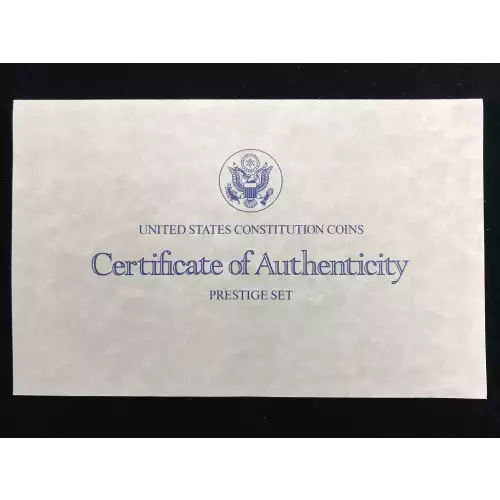 UNITED STATES CONSTITUTION COINS
Certificate of Authenticity
PRESTIGE SET